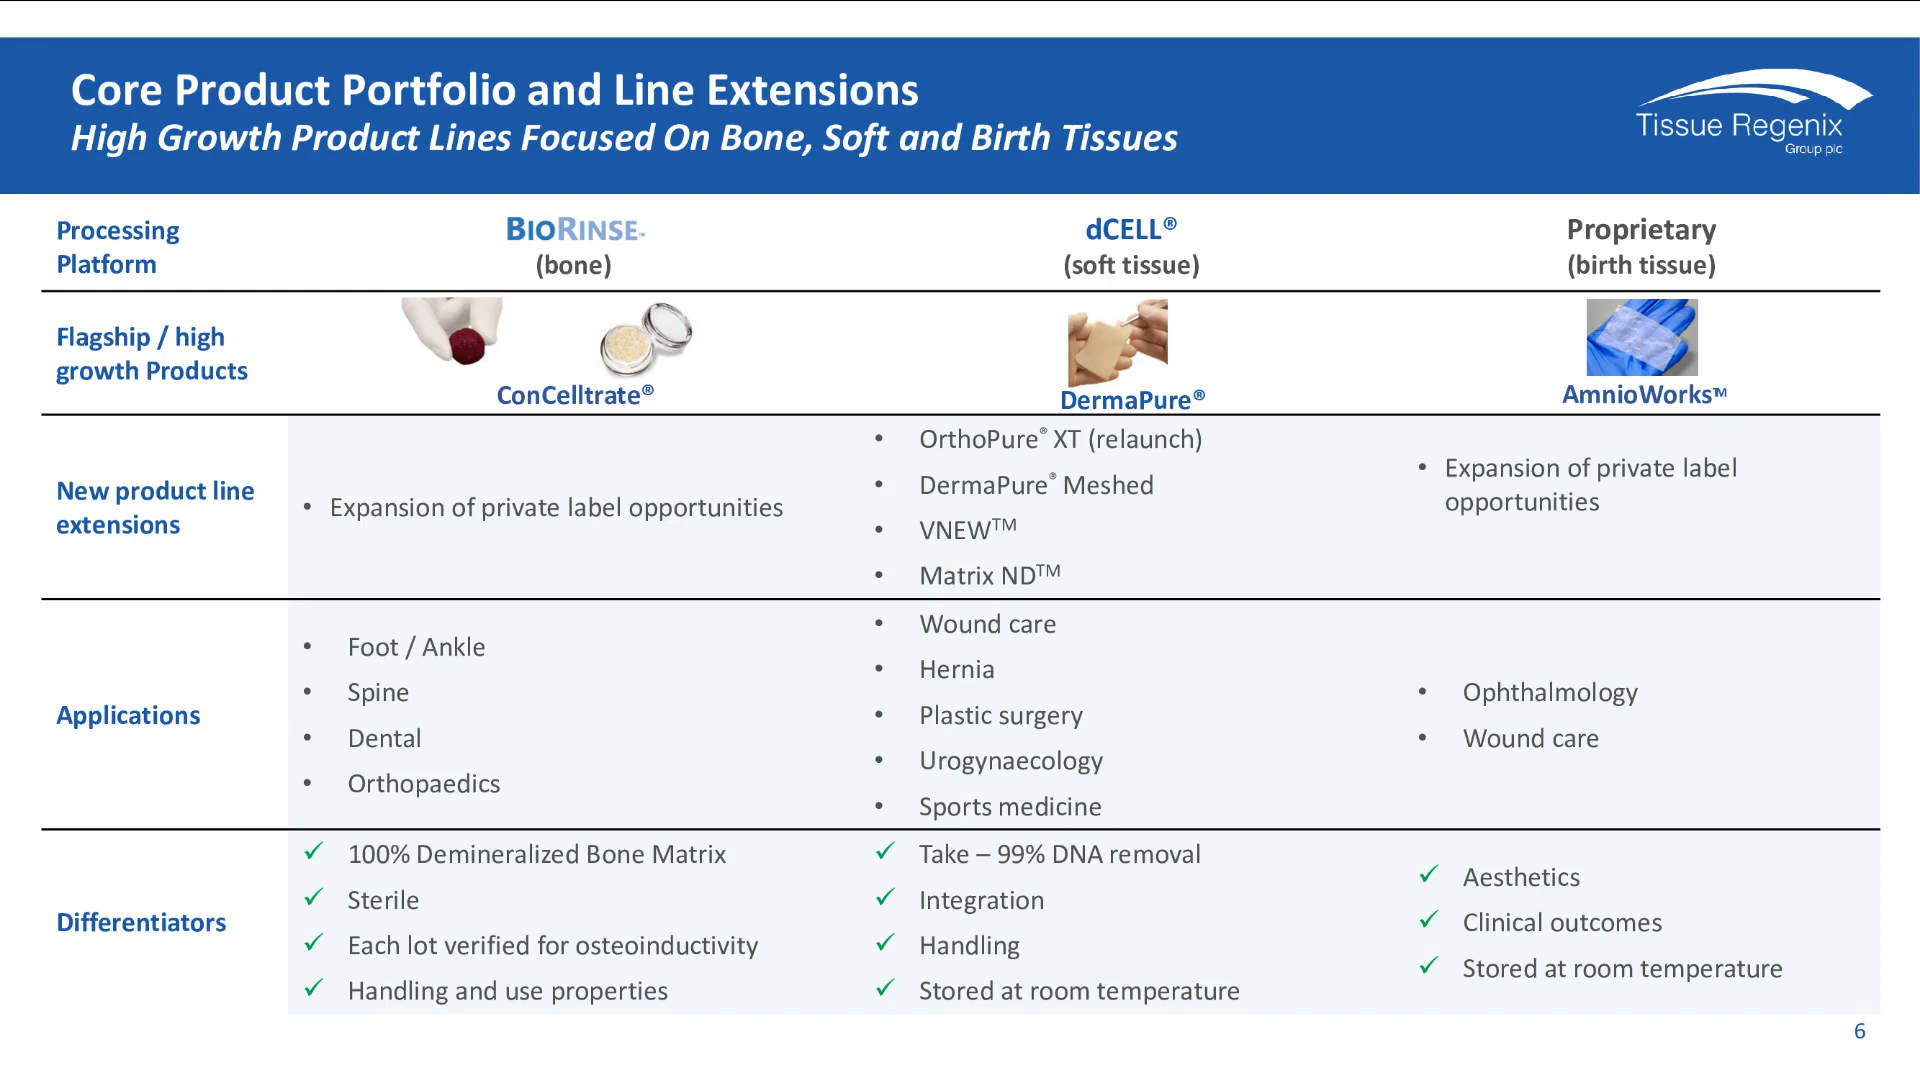 Core Product Portfolio and Line Extensions
High Growth Product Lines Focused On Bone, Soft and Birth Tissues
Tissue Regenix
Group plc
Processing
Platform
BIORINSE™
(bone)
dCELL®
(soft tissue)
Proprietary
(birth tissue)
Flagship / high
growth Products
ConCelltrate®
DermaPure®
AmnioWorks™
New product line
extensions
• Expansion of private label opportunities
• OrthoPure® XT (relaunch)
• DermaPure® Meshed
• VNEW™
• Matrix ND™
• Expansion of private label
opportunities
Applications
• Foot / Ankle
• Spine
• Dental
• Orthopaedics
• Wound care
• Hernia
• Plastic surgery
• Urogynaecology
• Sports medicine
• Ophthalmology
• Wound care
Differentiators
✓ 100% Demineralized Bone Matrix
✓ Sterile
✓ Each lot verified for osteoinductivity
✓ Handling and use properties
✓ Take – 99% DNA removal
✓ Integration
✓ Handling
✓ Stored at room temperature
✓ Aesthetics
✓ Clinical outcomes
✓ Stored at room temperature
6